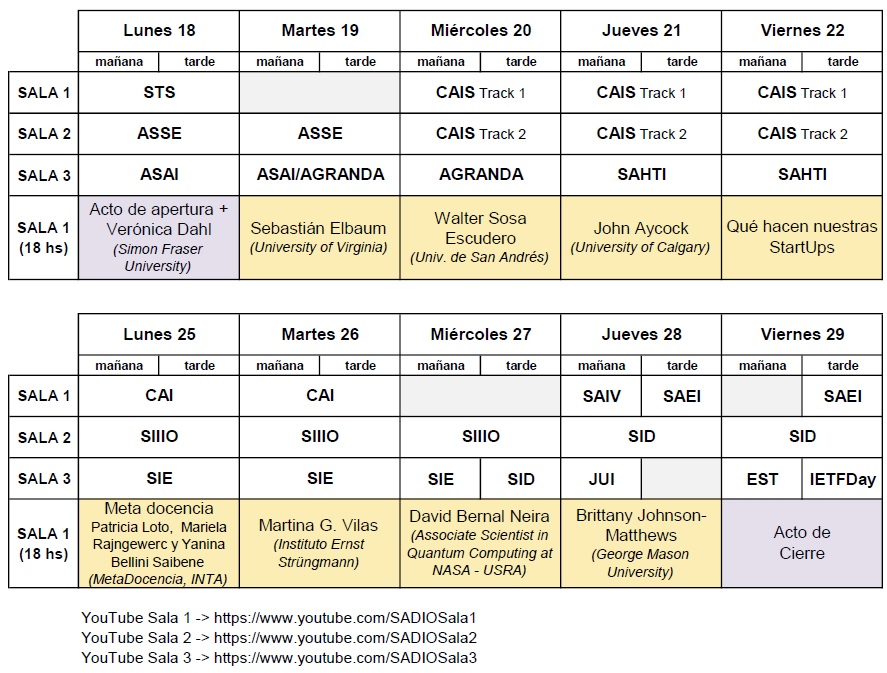 Lunes 18 Martes 19 Miércoles 20 Jueves 21 Viernes 22
mañana tarde mañana tarde mañana tarde mañana tarde mañana tarde
SALA 1 STS CAIS Track 1 CAIS Track 1 CAIS Track 1
SALA 2 ASSE ASSE CAIS Track 2 CAIS Track 2 CAIS Track 2
SALA 3 ASAI ASAI/AGRANDA AGRANDA SAHTI SAHTI
SALA 1
(18 hs)
Acto de apertura +
Verónica Dahl
(Simon Fraser
University)
Sebastián Elbaum
(University of Virginia)
Walter Sosa
Escudero
(Univ. de San Andrés)
John Aycock
(University of Calgary)
Qué hacen nuestras
StartUps
Lunes 25 Martes 26 Miércoles 27 Jueves 28 Viernes 29
mañana tarde mañana tarde mañana tarde mañana tarde mañana tarde
SALA 1 CAI CAI SAIV SAEI SAEI
SALA 2 SIIIO SIIIO SIIIO SID SID
SALA 3 SIE SIE SIE SID JUI EST IETFDay
SALA 1
(18 hs)
Meta docencia
Patricia Loto, Mariela
Rajngewerc y Yanina
Bellini Saibene
(MetaDocencia, INTA)
Martina G. Vilas
(Instituto Ernst
Strüngmann)
David Bernal Neira
(Associate Scientist in
Quantum Computing at
NASA - USRA)
Brittany Johnson-
Matthews
(George Mason
University)
Acto de
Cierre
YouTube Sala 1 -> https://www.youtube.com/SADIOSala1
YouTube Sala 2 -> https://www.youtube.com/SADIOSala2
YouTube Sala 3 -> https://www.youtube.com/SADIOSala3